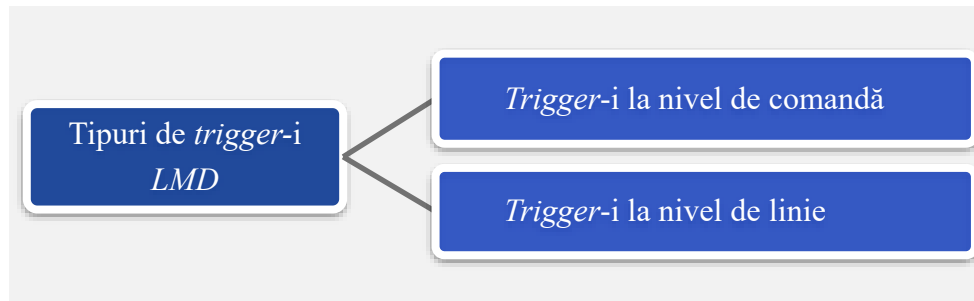 Tipuri de trigger-i
LMD
Trigger-i la nivel de comandă
Trigger-i la nivel de linie